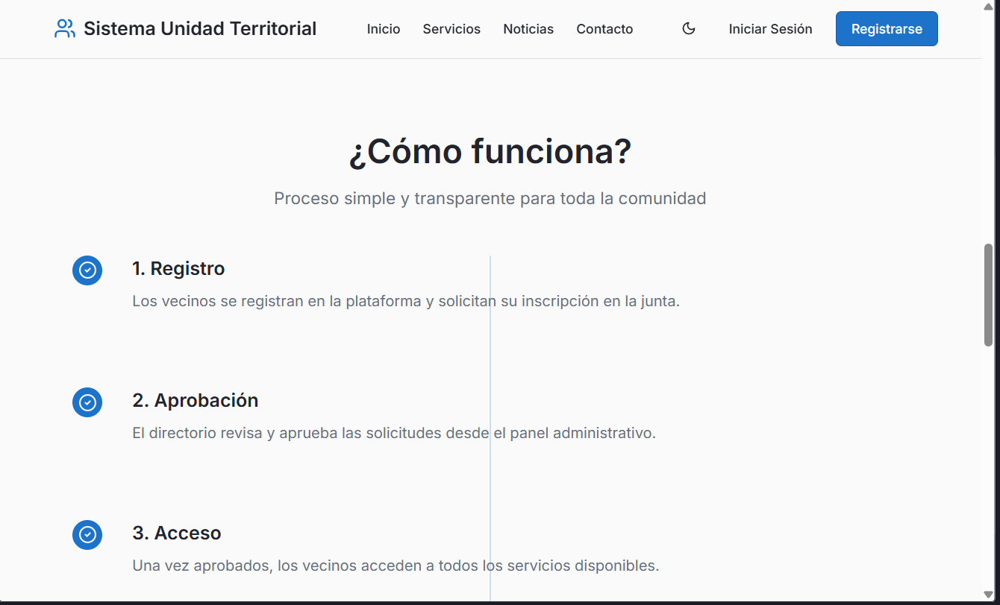 Sistema Unidad Territorial Inicio Servicios Noticias Contacto Iniciar Sesión Registrarse
¿Cómo funciona?
Proceso simple y transparente para toda la comunidad
1. Registro
Los vecinos se registran en la plataforma y solicitan su inscripción en la junta.
2. Aprobación
El directorio revisa y aprueba las solicitudes desde el panel administrativo.
3. Acceso
Una vez aprobados, los vecinos acceden a todos los servicios disponibles.